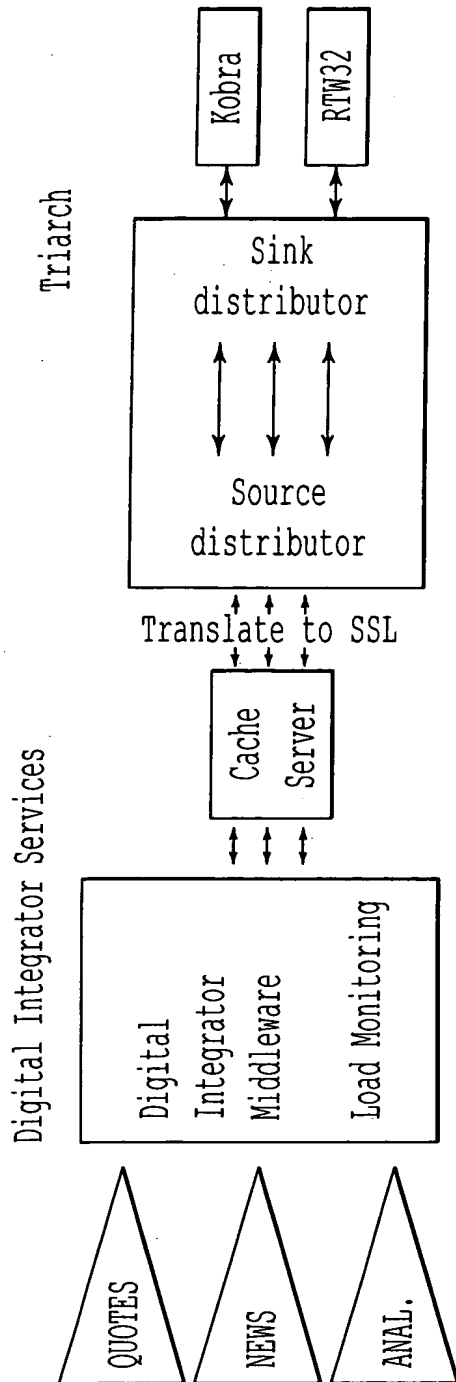 Digital Integrator Services
Triarch
QUOTES
NEWS
ANAL.
Digital
Integrator
Middleware
Load Monitoring
Cache
Server
Translate to SSL
Source
distributor
Sink
distributor
Kobra
RTW32